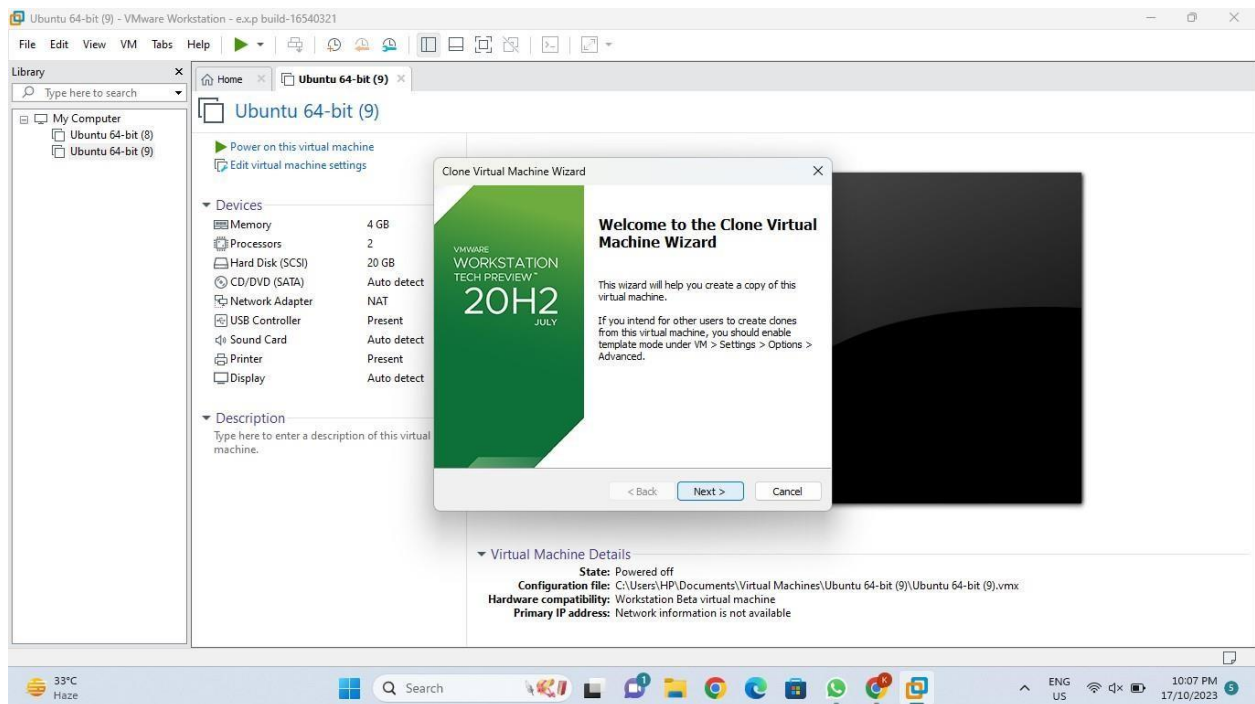 Ubuntu 64-bit (9) - VMware Workstation - e.x.p build-16540321
File Edit View VM Tabs Help
Library
Type here to search
My Computer
Ubuntu 64-bit (8)
Ubuntu 64-bit (9)
Home
Ubuntu 64-bit (9)
Ubuntu 64-bit (9)
Power on this virtual machine
Edit virtual machine settings
Devices
Memory 4 GB
Processors 2
Hard Disk (SCSI) 20 GB
CD/DVD (SATA) Auto detect
Network Adapter NAT
USB Controller Present
Sound Card Auto detect
Printer Present
Display Auto detect
Description
Type here to enter a description of this virtual
machine.
Clone Virtual Machine Wizard
VMWARE
WORKSTATION
TECH PREVIEW™
20H2
JULY
Welcome to the Clone Virtual
Machine Wizard
This wizard will help you create a copy of this
virtual machine.
If you intend for other users to create clones
from this virtual machine, you should enable
template mode under VM > Settings > Options >
Advanced.
< Back Next > Cancel
Virtual Machine Details
State: Powered off
Configuration file: C:\Users\HP\Documents\Virtual Machines\Ubuntu 64-bit (9)\Ubuntu 64-bit (9).vmx
Hardware compatibility: Workstation Beta virtual machine
Primary IP address: Network information is not available
33°C
Haze
Search
1
K
ENG
US
10:07 PM
17/10/2023
5